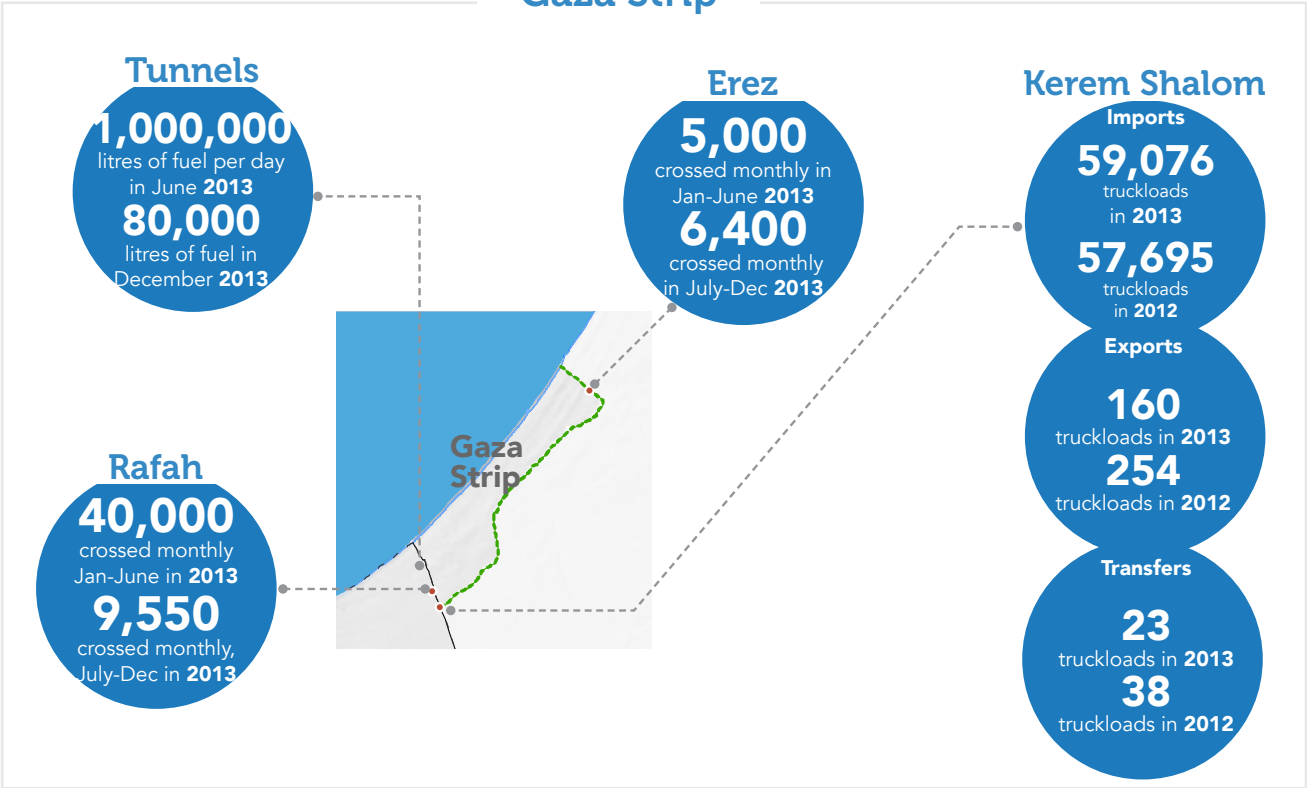 Gaza Strip
Tunnels
1,000,000
litres of fuel per day
in June 2013
80,000
litres of fuel in
December 2013
Erez
5,000
crossed monthly in
Jan-June 2013
6,400
crossed monthly
in July-Dec 2013
Kerem Shalom
Imports
59,076
truckloads
in 2013
57,695
truckloads
in 2012
Exports
160
truckloads in 2013
254
truckloads in 2012
Transfers
23
truckloads in 2013
38
truckloads in 2012
Gaza
Strip
Rafah
40,000
crossed monthly
Jan-June in 2013
9,550
crossed monthly,
July-Dec in 2013